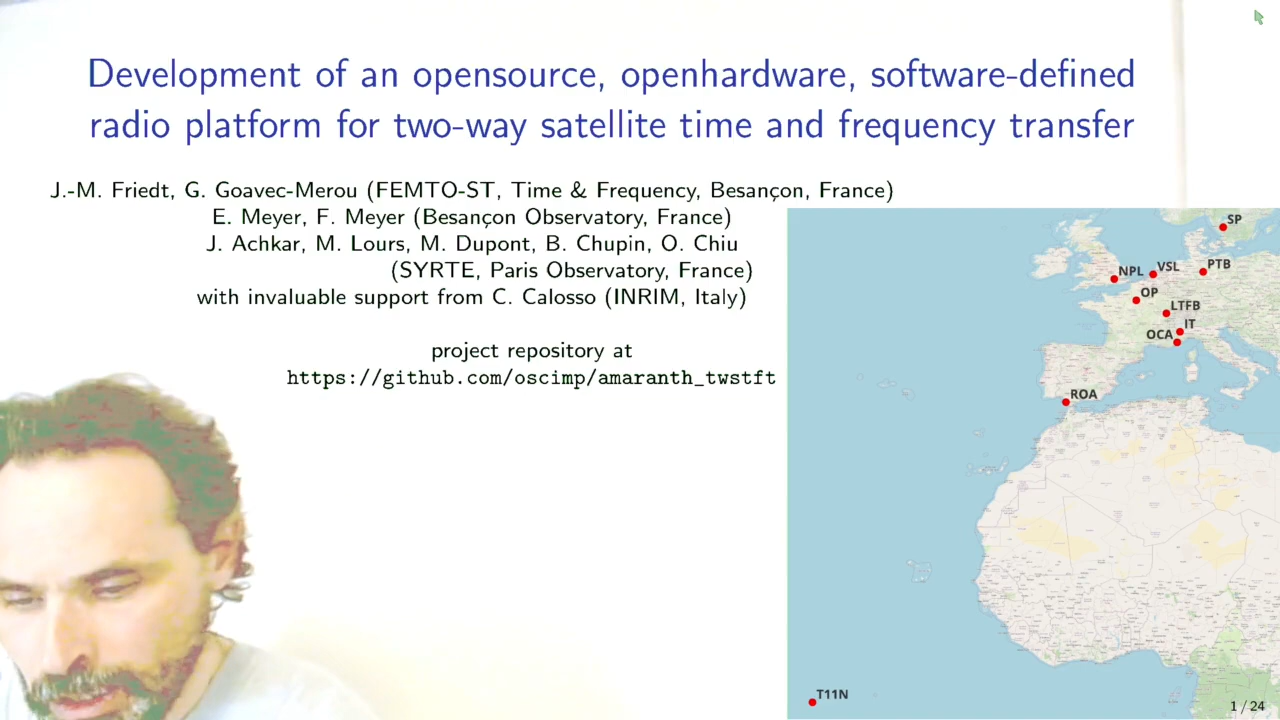 Development of an opensource, openhardware, software-defined
radio platform for two-way satellite time and frequency transfer
J.-M. Friedt, G. Goavec-Merou (FEMTO-ST, Time & Frequency, Besançon, France)
E. Meyer, F. Meyer (Besançon Observatory, France)
J. Achkar, M. Lours, M. Dupont, B. Chupin, O. Chiu
(SYRTE, Paris Observatory, France)
with invaluable support from C. Calosso (INRIM, Italy)
project repository at
https://github.com/oscimp/amaranth_twstft
SP
NPL
VSL
PTB
OP
LTFB
IT
OCA
ROA
T11N
1 / 24